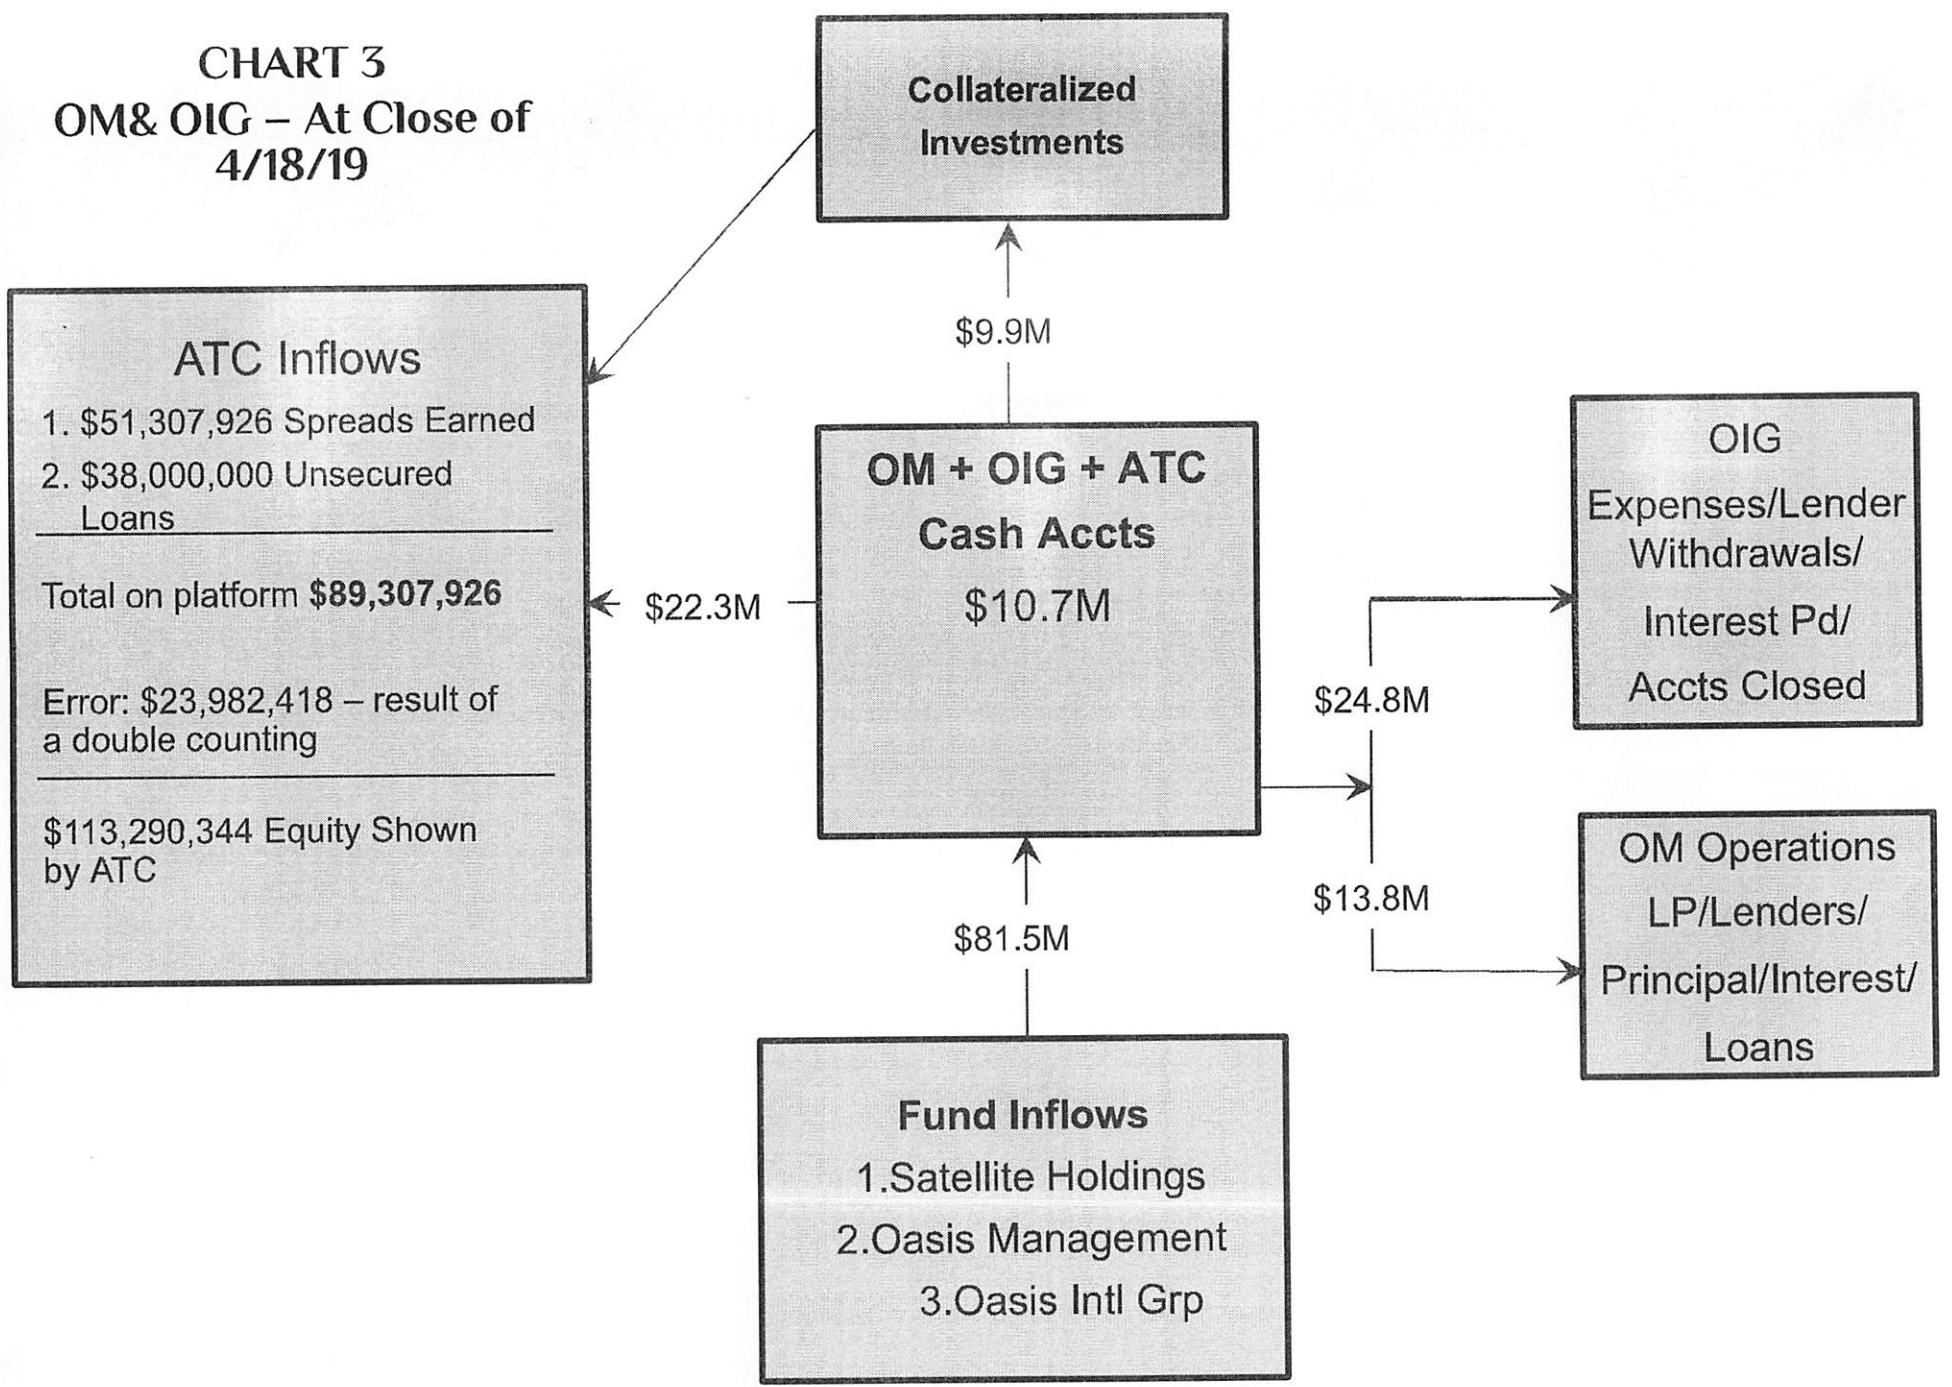 CHART 3
OM& OIG – At Close of
4/18/19
Collateralized
Investments
$9.9M
ATC Inflows
1. $51,307,926 Spreads Earned
2. $38,000,000 Unsecured
Loans
Total on platform $89,307,926
Error: $23,982,418 – result of
a double counting
$113,290,344 Equity Shown
by ATC
$22.3M
OM + OIG + ATC
Cash Accts
$10.7M
$24.8M
$13.8M
OIG
Expenses/Lender
Withdrawals/
Interest Pd/
Accts Closed
OM Operations
LP/Lenders/
Principal/Interest/
Loans
$81.5M
Fund Inflows
1.Satellite Holdings
2.Oasis Management
3.Oasis Intl Grp